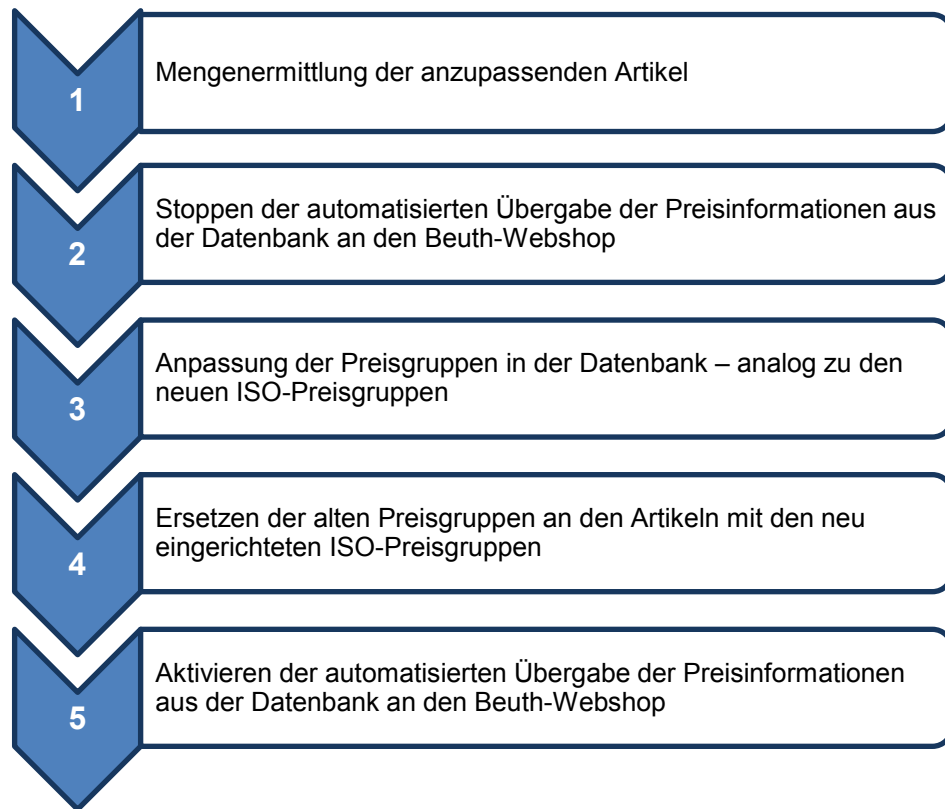 1
Mengenermittlung der anzupassenden Artikel
2
Stoppen der automatisierten Übergabe der Preisinformationen aus
der Datenbank an den Beuth-Webshop
3
Anpassung der Preisgruppen in der Datenbank – analog zu den
neuen ISO-Preisgruppen
4
Ersetzen der alten Preisgruppen an den Artikeln mit den neu
eingerichteten ISO-Preisgruppen
5
Aktivieren der automatisierten Übergabe der Preisinformationen
aus der Datenbank an den Beuth-Webshop